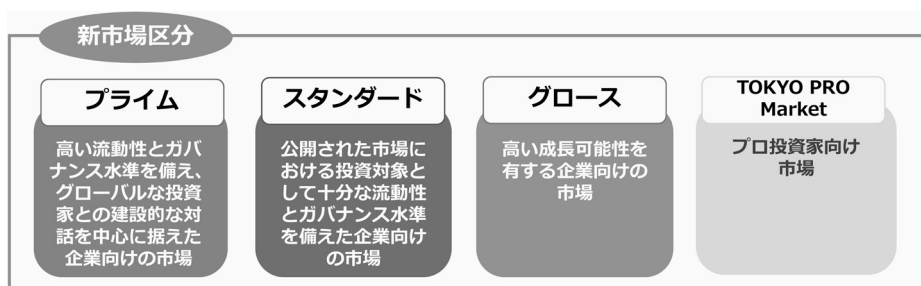 新市場区分
プライム
高い流動性とガバ
ナンス水準を備え、
グローバルな投資
家との建設的な対
話を中心に据えた
企業向けの市場
スタンダード
公開された市場に
おける投資対象と
して十分な流動性
とガバナンス水準
を備えた企業向け
の市場
グロース
高い成長可能性を
有する企業向けの
市場
TOKYO PRO
Market
プロ投資家向け
市場